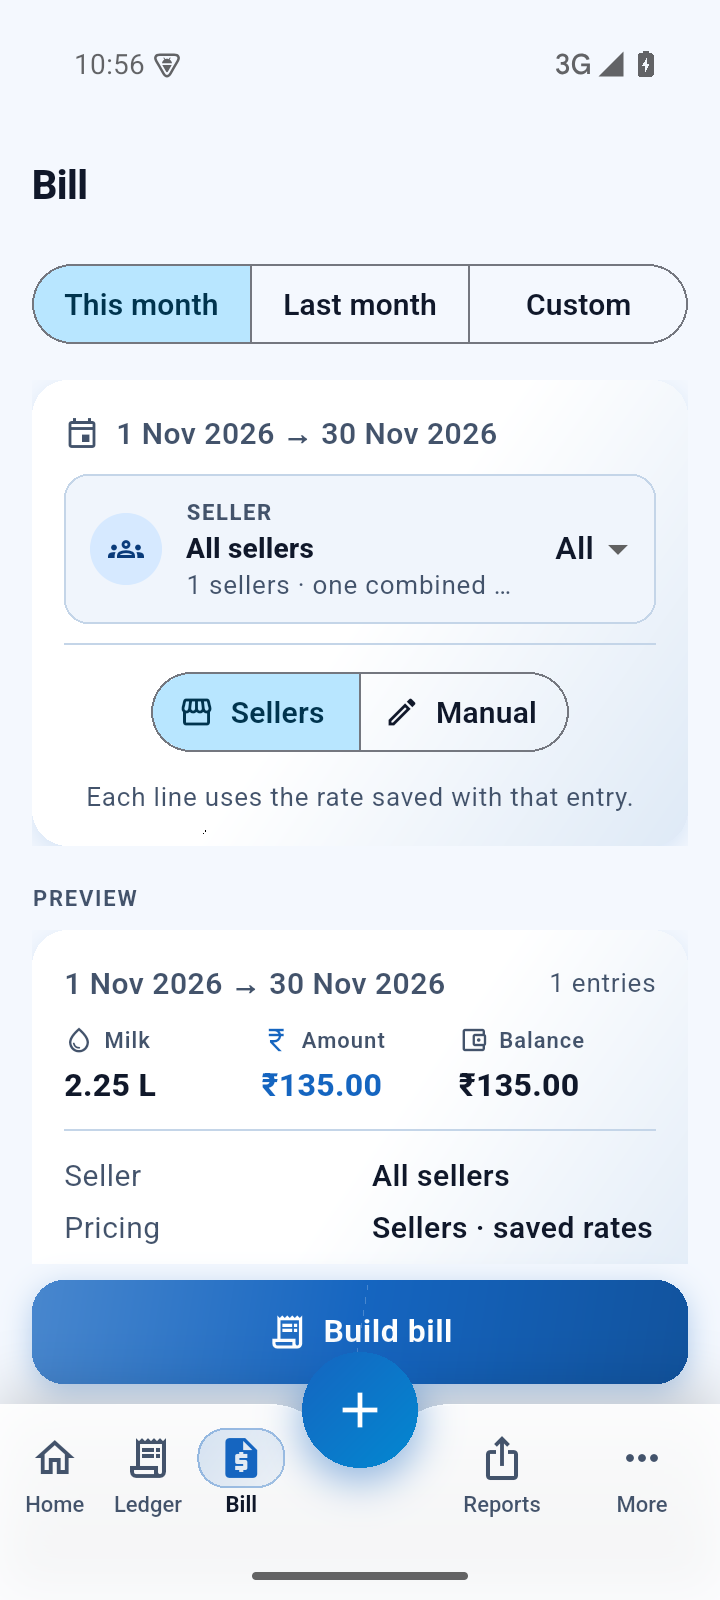 10:56
3G
Bill
This month
Last month
Custom
1 Nov 2026 → 30 Nov 2026
SELLER
All sellers
1 sellers · one combined …
All
Sellers
Manual
Each line uses the rate saved with that entry.
PREVIEW
1 Nov 2026 → 30 Nov 2026
1 entries
Milk
₹ Amount
Balance
2.25 L
₹135.00
₹135.00
Seller
All sellers
Pricing
Sellers · saved rates
Build bill
Home
Ledger
Bill
Reports
More